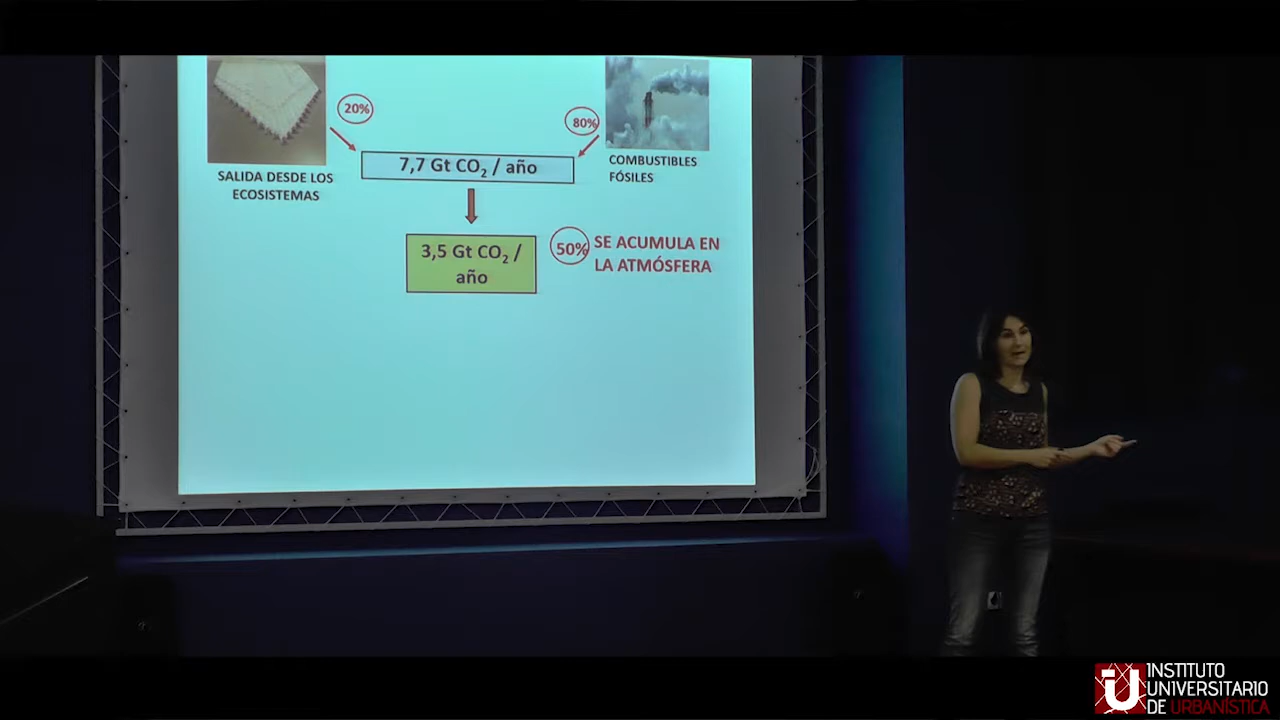 20%
80%
7,7 Gt CO₂ / año
SALIDA DESDE LOS
ECOSISTEMAS
COMBUSTIBLES
FÓSILES
3,5 Gt CO₂ /
año
50%
SE ACUMULA EN
LA ATMÓSFERA
IU
INSTITUTO
UNIVERSITARIO
DE URBANÍSTICA